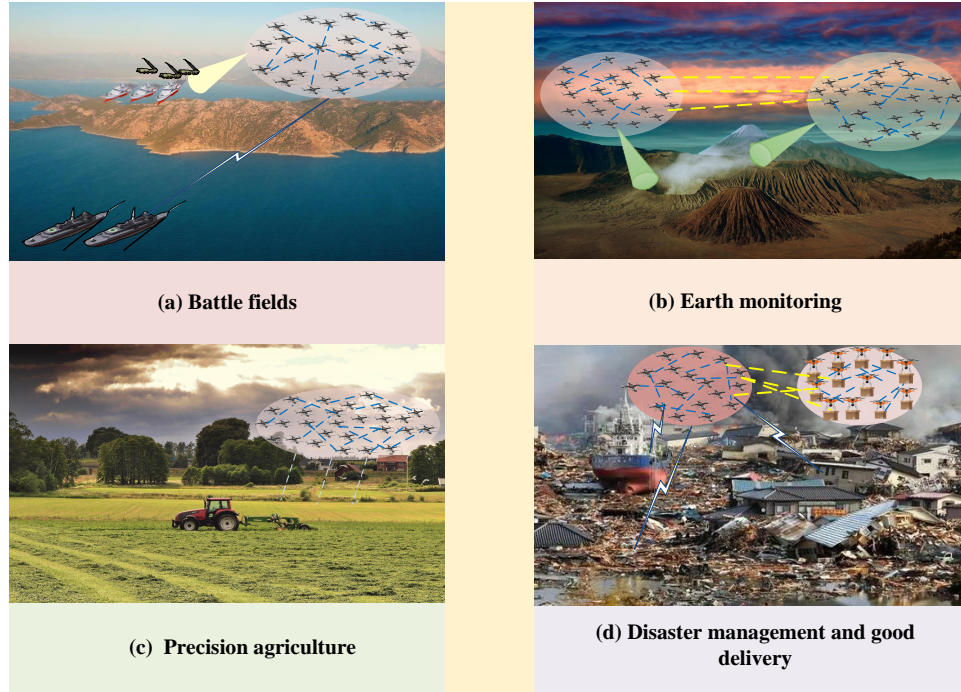 (a) Battle fields
(b) Earth monitoring
(c) Precision agriculture
(d) Disaster management and good
delivery